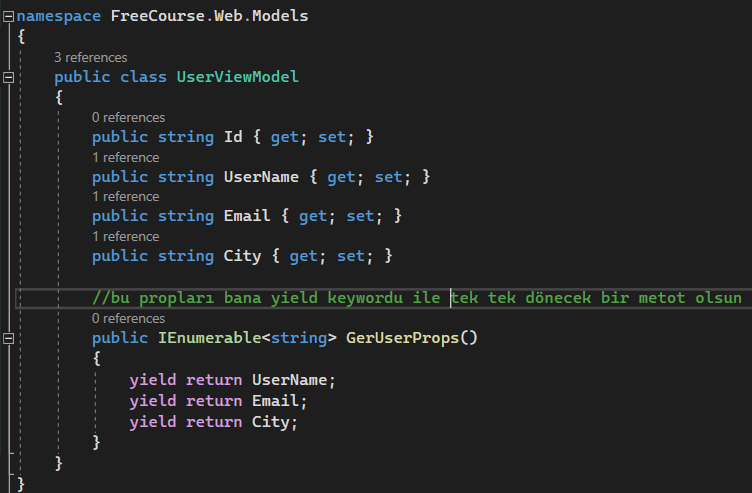 namespace FreeCourse.Web.Models
{
3 references
public class UserViewModel
{
0 references
public string Id { get; set; }
1 reference
public string UserName { get; set; }
1 reference
public string Email { get; set; }
1 reference
public string City { get; set; }
//bu propları bana yield keywordu ile tek tek dönecek bir metot olsun
0 references
public IEnumerable<string> GerUserProps()
{
yield return UserName;
yield return Email;
yield return City;
}
}
}